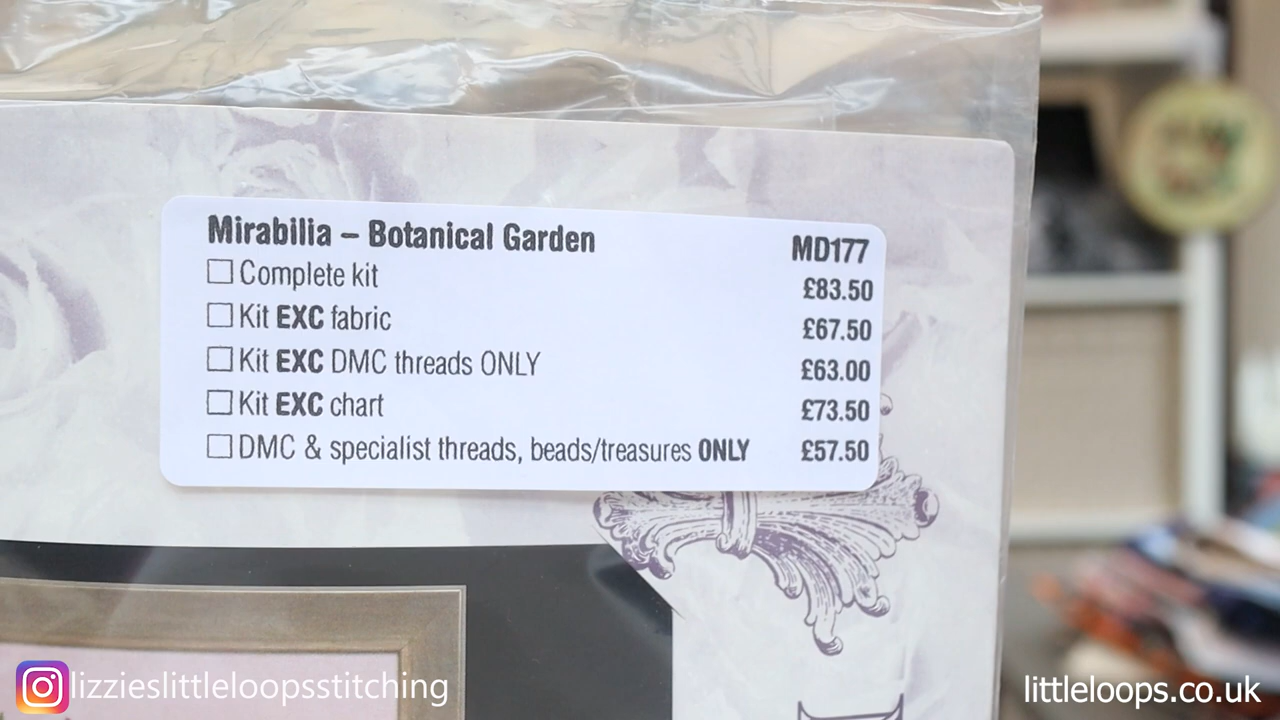 Mirabilia – Botanical Garden MD177
☐ Complete kit £83.50
☐ Kit EXC fabric £67.50
☐ Kit EXC DMC threads ONLY £63.00
☐ Kit EXC chart £73.50
☐ DMC & specialist threads, beads/treasures ONLY £57.50
lizzieslittleloopsstitching
littleloops.co.uk